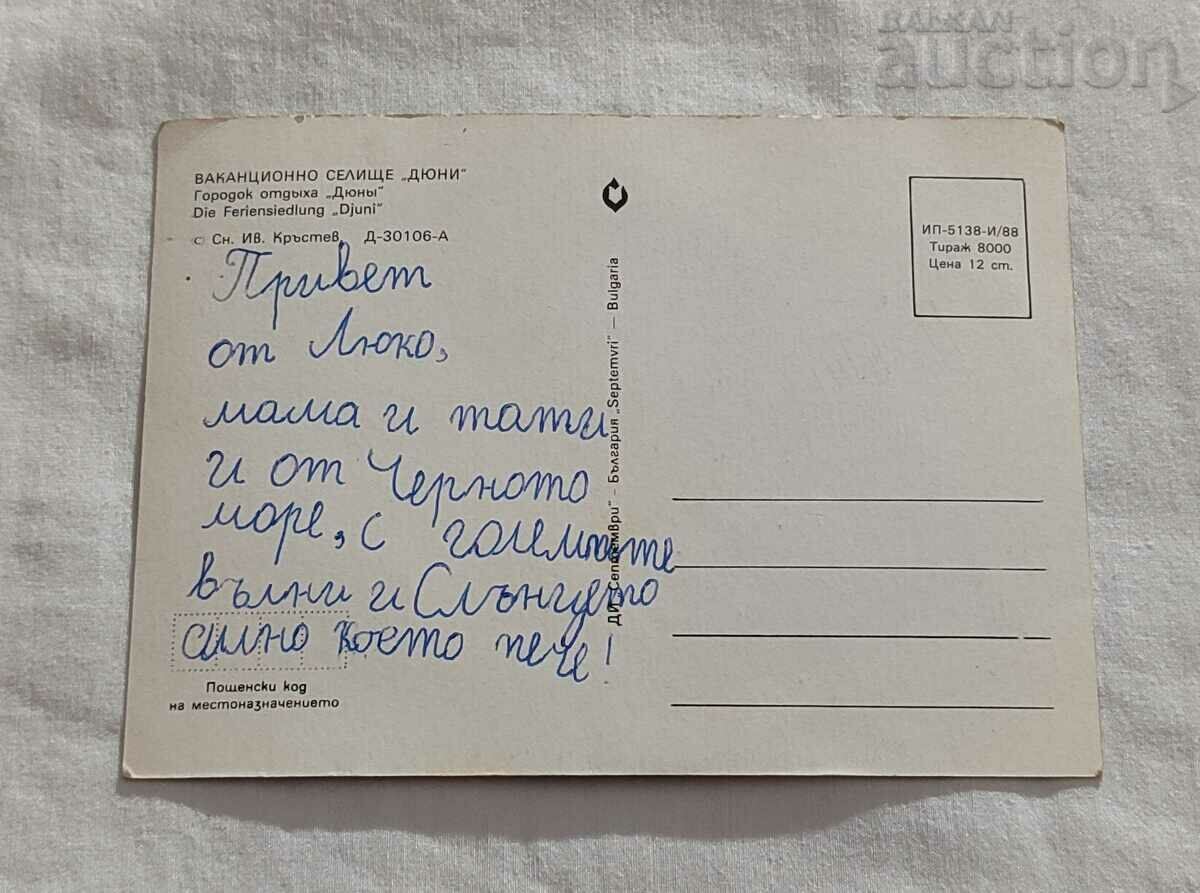 БАЛКАН
auction
ВАКАНЦИОННО СЕЛИЩЕ „ДЮНИ"
Городок отдыха „Дюны"
Die Feriensiedlung „Djuni"
© Сн. Ив. Кръстев Д-30106-А
ИП-5138-И/88
Тираж 8000
Цена 12 ст.
Привет
от Люко,
мама и тати
и от Черното
море, с големите
вълни и Слънцето
силно което пече!
ДИ „Септември" – България „Septemvri" – Bulgaria
Пощенски код
на местоназначението